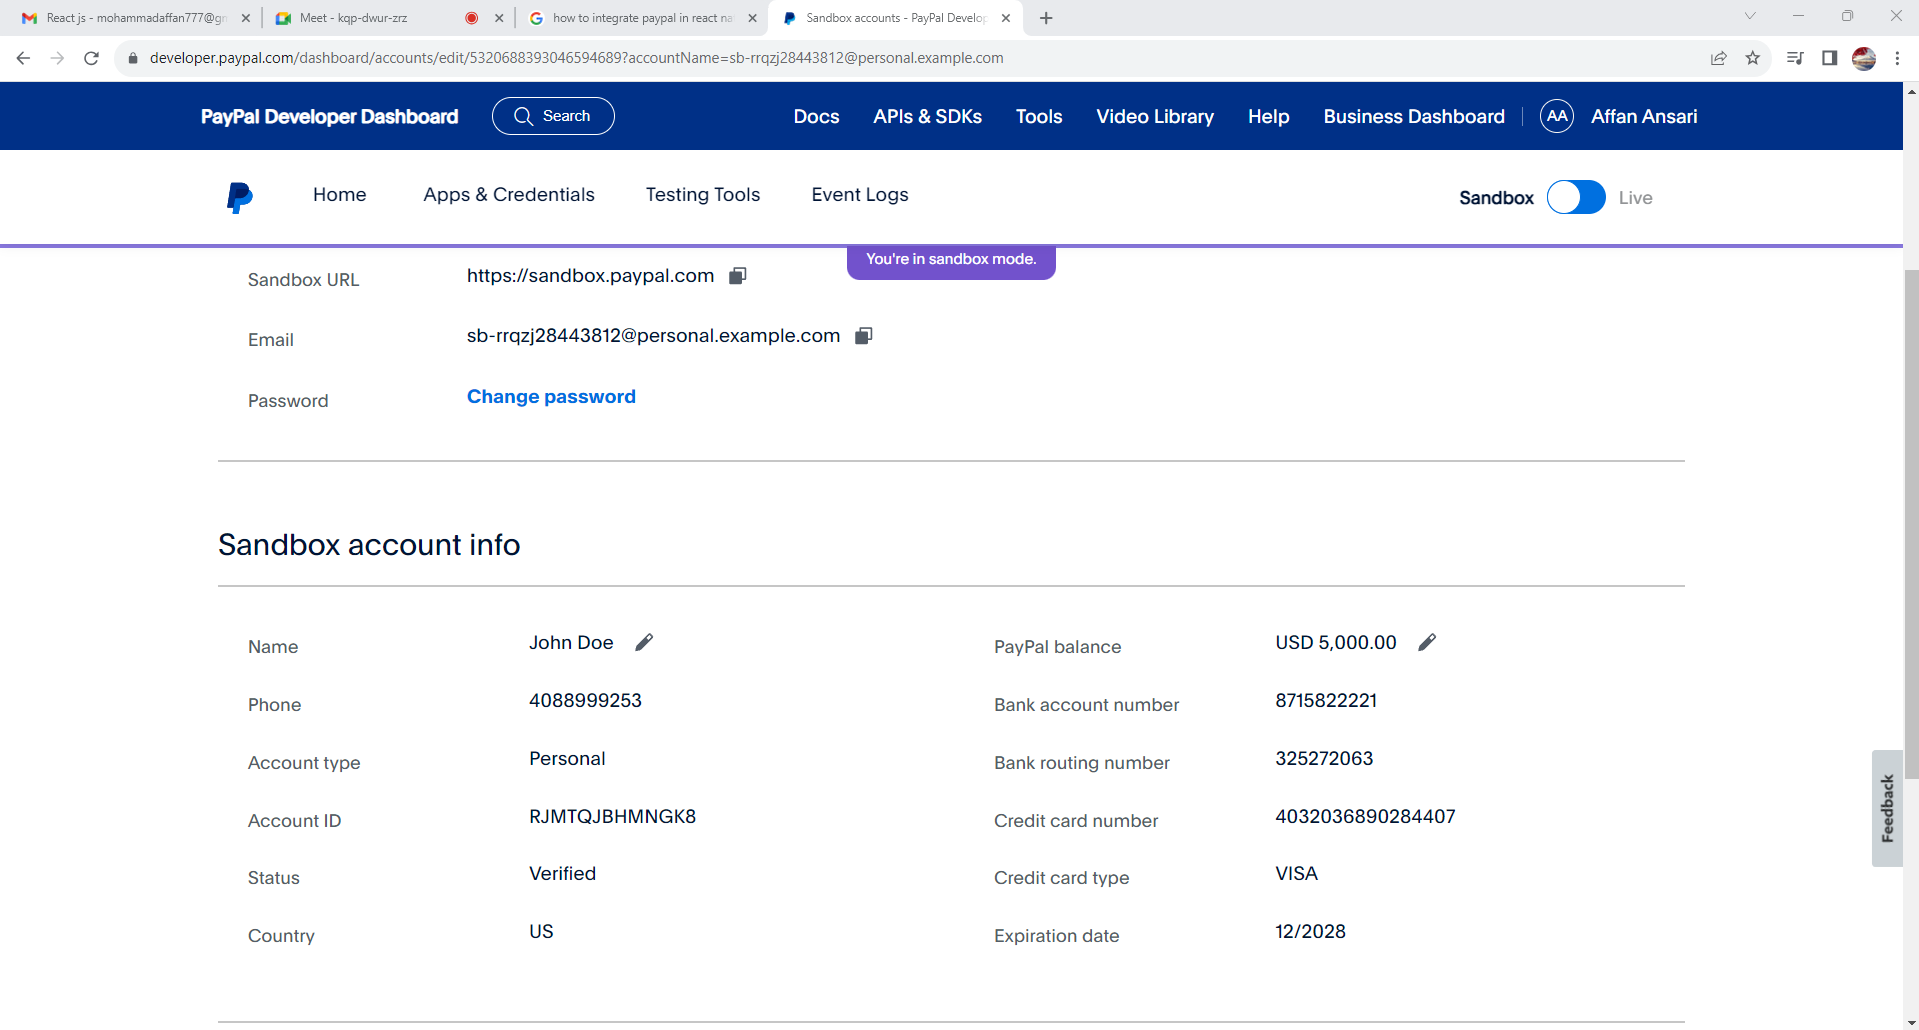 React js - mohammadaffan777@gm
Meet - kqp-dwur-zrz
how to integrate paypal in react na
Sandbox accounts - PayPal Develop
developer.paypal.com/dashboard/accounts/edit/5320688393046594689?accountName=sb-rrqzj28443812@personal.example.com
PayPal Developer Dashboard
Search
Docs
APIs & SDKs
Tools
Video Library
Help
Business Dashboard
AA
Affan Ansari
Home
Apps & Credentials
Testing Tools
Event Logs
Sandbox
Live
You're in sandbox mode.
Sandbox URL
https://sandbox.paypal.com
Email
sb-rrqzj28443812@personal.example.com
Password
Change password
Sandbox account info
Name
John Doe
PayPal balance
USD 5,000.00
Phone
4088999253
Bank account number
8715822221
Account type
Personal
Bank routing number
325272063
Account ID
RJMTQJBHMNGK8
Credit card number
4032036890284407
Status
Verified
Credit card type
VISA
Country
US
Expiration date
12/2028
Feedback